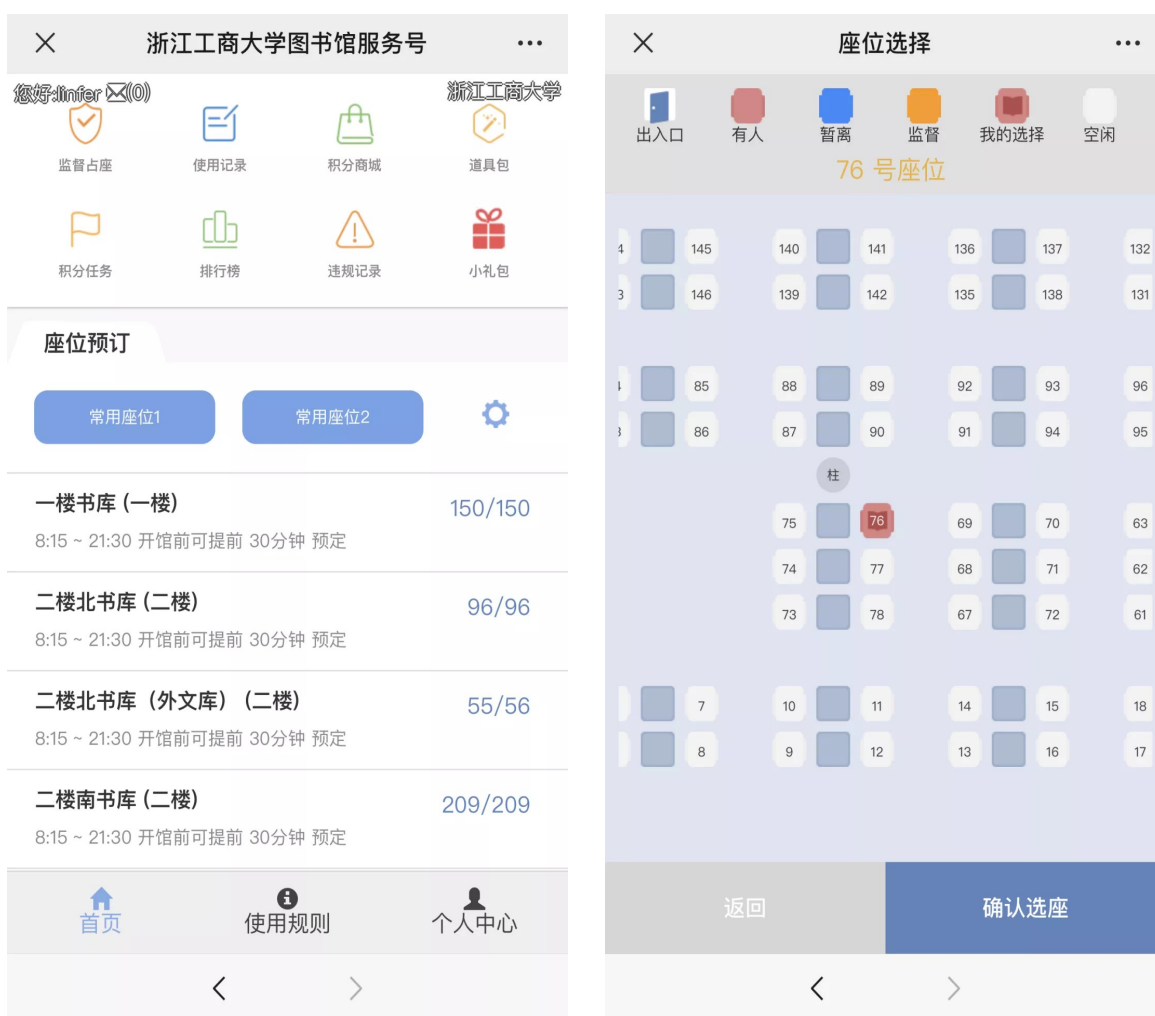 浙江工商大学图书馆服务号
您好:linfer (0)
浙江工商大学
监督占座 使用记录 积分商城 道具包
积分任务 排行榜 违规记录 小礼包
座位预订
常用座位1 常用座位2
一楼书库 (一楼) 150/150
8:15 ~ 21:30 开馆前可提前 30分钟 预定
二楼北书库 (二楼) 96/96
8:15 ~ 21:30 开馆前可提前 30分钟 预定
二楼北书库（外文库）（二楼） 55/56
8:15 ~ 21:30 开馆前可提前 30分钟 预定
二楼南书库 (二楼) 209/209
8:15 ~ 21:30 开馆前可提前 30分钟 预定
首页 使用规则 个人中心
座位选择
出入口 有人 暂离 监督 我的选择 空闲
76 号座位
4 145 140 141 136 137 132
3 146 139 142 135 138 131
85 88 89 92 93 96
86 87 90 91 94 95
柱
75 76 69 70 63
74 77 68 71 62
73 78 67 72 61
7 10 11 14 15 18
8 9 12 13 16 17
返回 确认选座